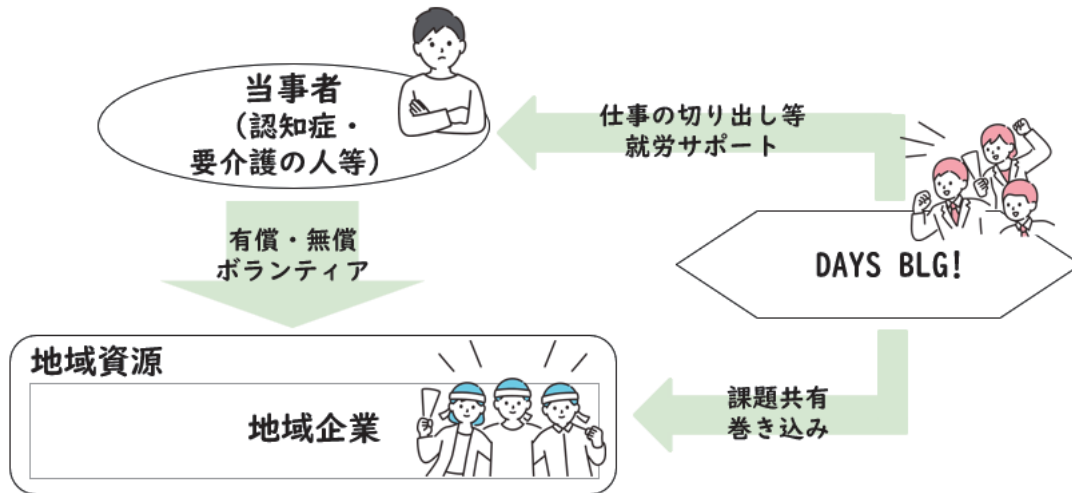 当事者
（認知症・
要介護の人等）
仕事の切り出し等
就労サポート
有償・無償
ボランティア
DAYS BLG!
地域資源
地域企業
課題共有
巻き込み